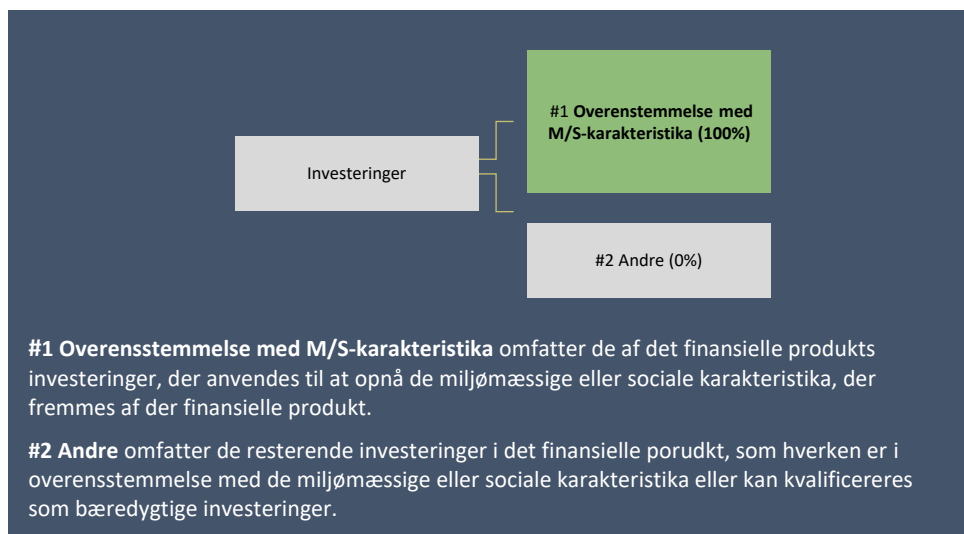 #1 Overenstemmelse med
M/S-karakteristika (100%)
Investeringer
#2 Andre (0%)
#1 Overensstemmelse med M/S-karakteristika omfatter de af det finansielle produkts
investeringer, der anvendes til at opnå de miljømæssige eller sociale karakteristika, der
fremmes af der finansielle produkt.
#2 Andre omfatter de resterende investeringer i det finansielle porudkt, som hverken er i
overensstemmelse med de miljømæssige eller sociale karakteristika eller kan kvalificereres
som bæredygtige investeringer.